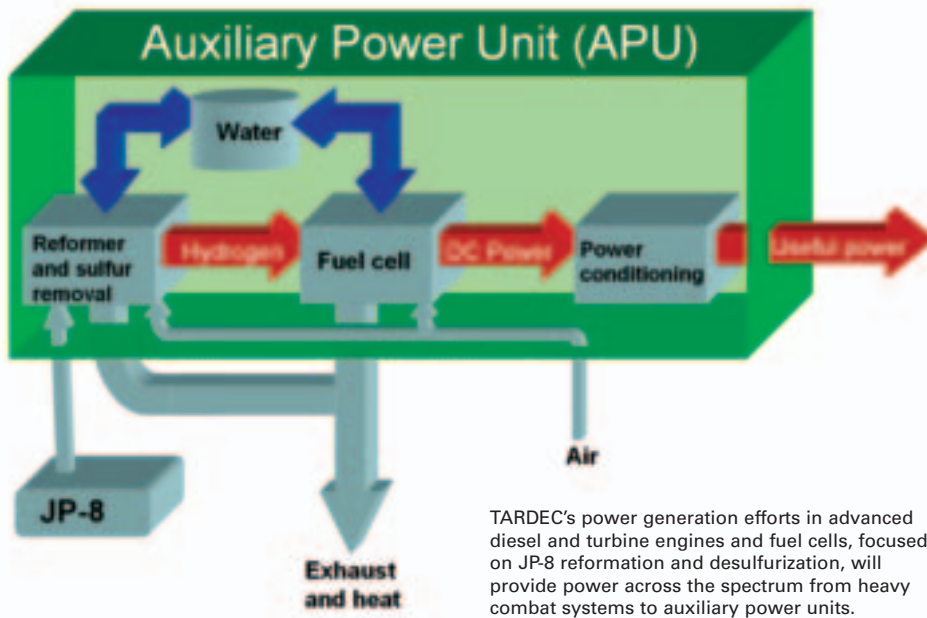 Auxiliary Power Unit (APU)
Water
Reformer
and sulfur
removal
Hydrogen
Fuel cell
DC Power
Power
conditioning
Useful power
JP-8
Air
Exhaust
and heat
TARDEC's power generation efforts in advanced
diesel and turbine engines and fuel cells, focused
on JP-8 reformation and desulfurization, will
provide power across the spectrum from heavy
combat systems to auxiliary power units.